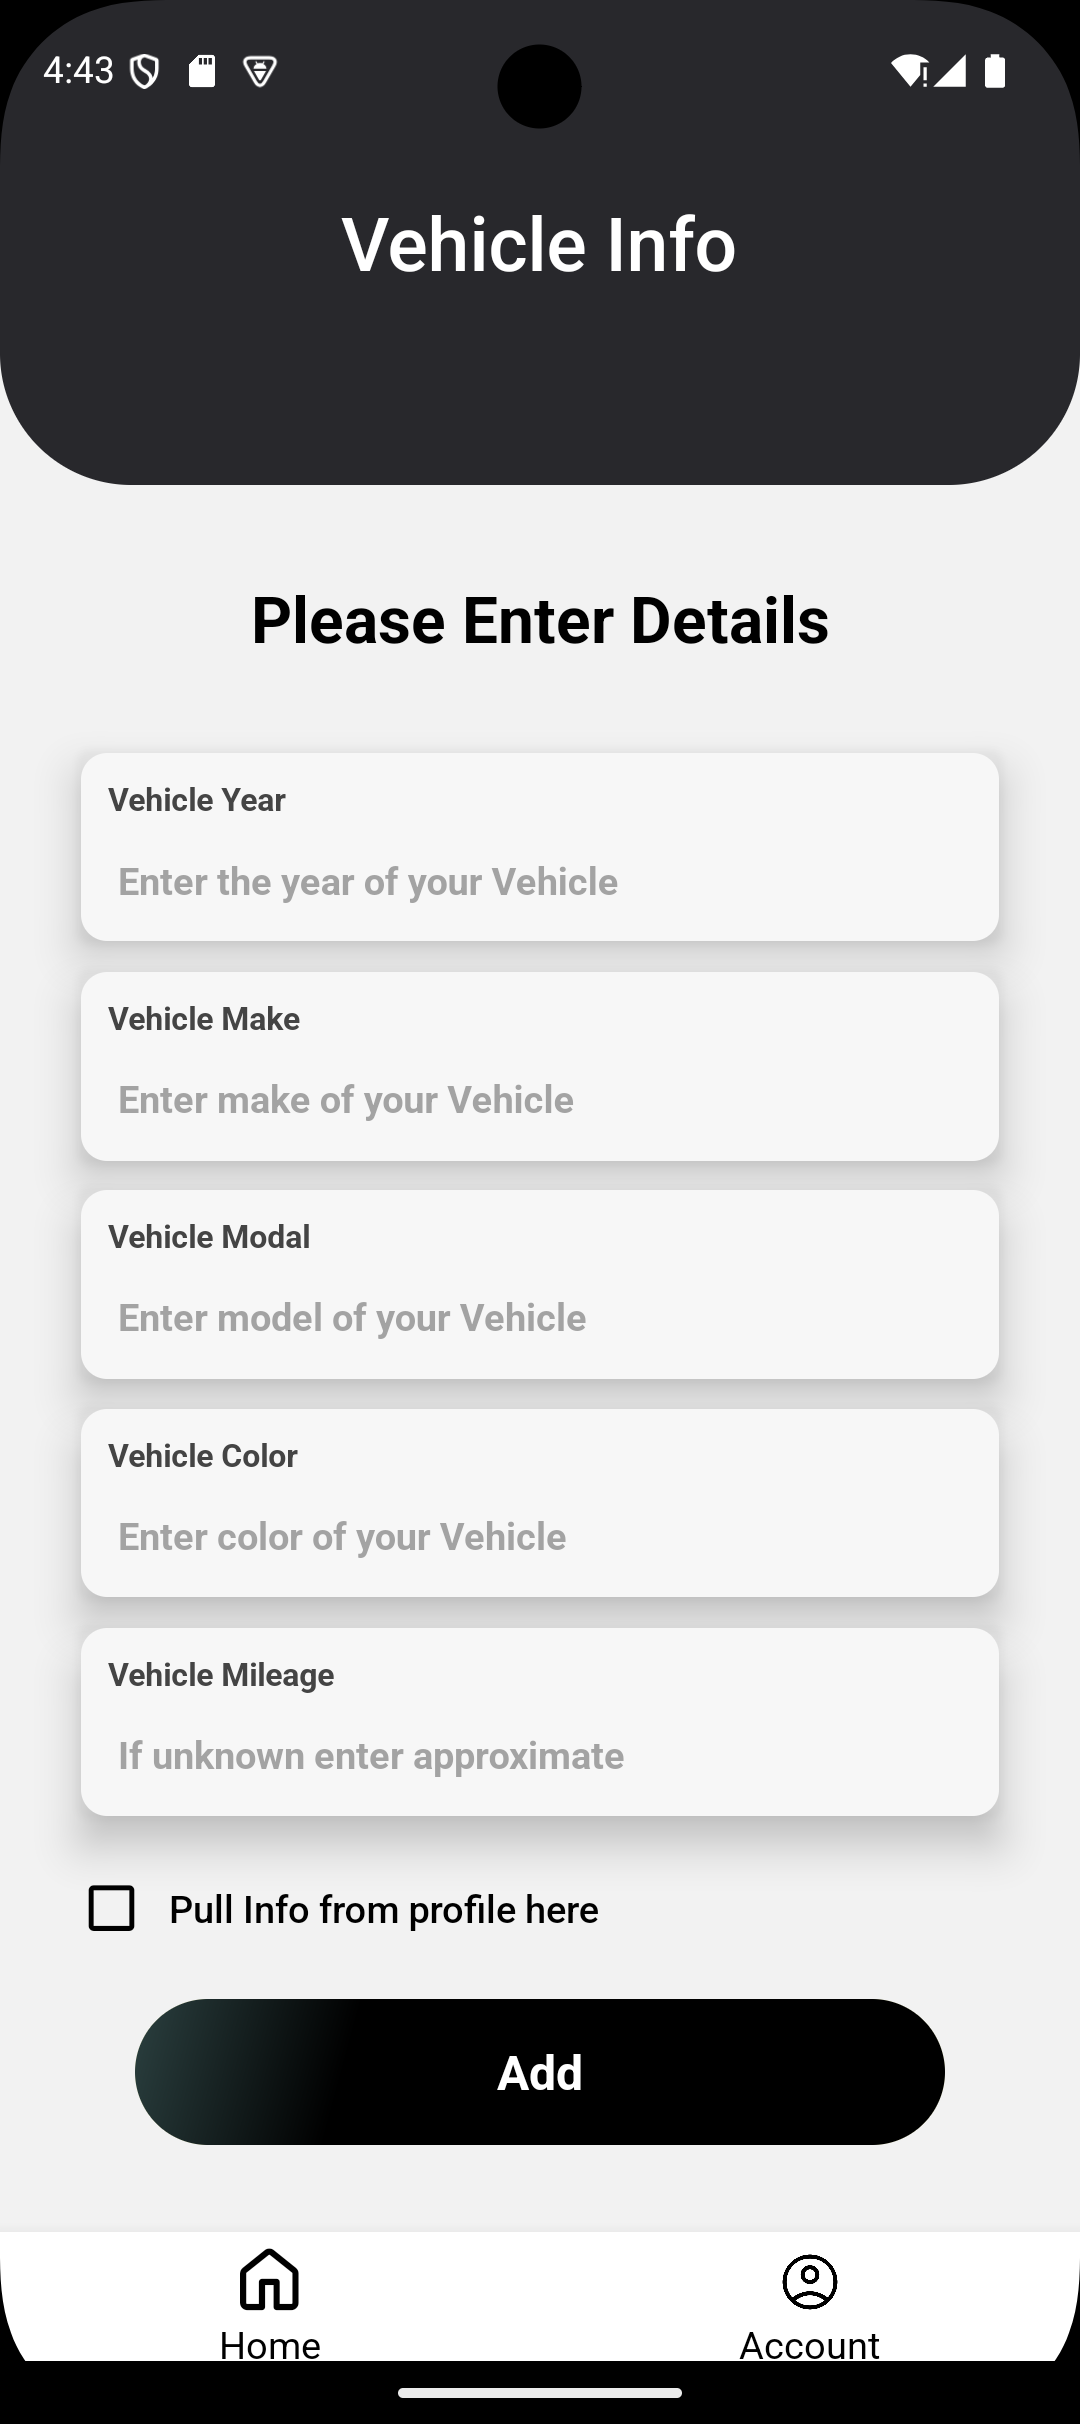 4:43
Vehicle Info
Please Enter Details
Vehicle Year
Enter the year of your Vehicle
Vehicle Make
Enter make of your Vehicle
Vehicle Modal
Enter model of your Vehicle
Vehicle Color
Enter color of your Vehicle
Vehicle Mileage
If unknown enter approximate
Pull Info from profile here
Add
Home
Account